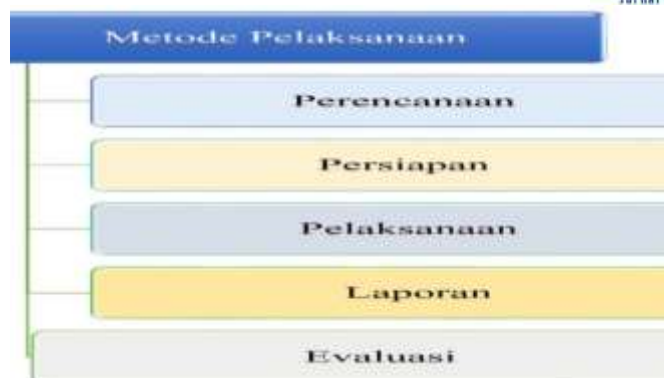 Metode Pelaksanaan
Perencanaan
Persiapan
Pelaksanaan
Laporan
Evaluasi